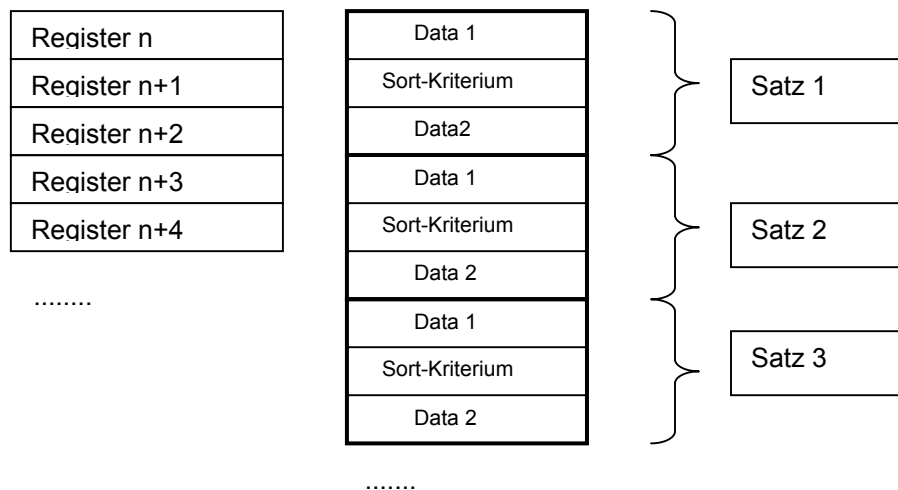 Register n
Register n+1
Register n+2
Register n+3
Register n+4
........
Data 1
Sort-Kriterium
Data2
Data 1
Sort-Kriterium
Data 2
Data 1
Sort-Kriterium
Data 2
.......
Satz 1
Satz 2
Satz 3